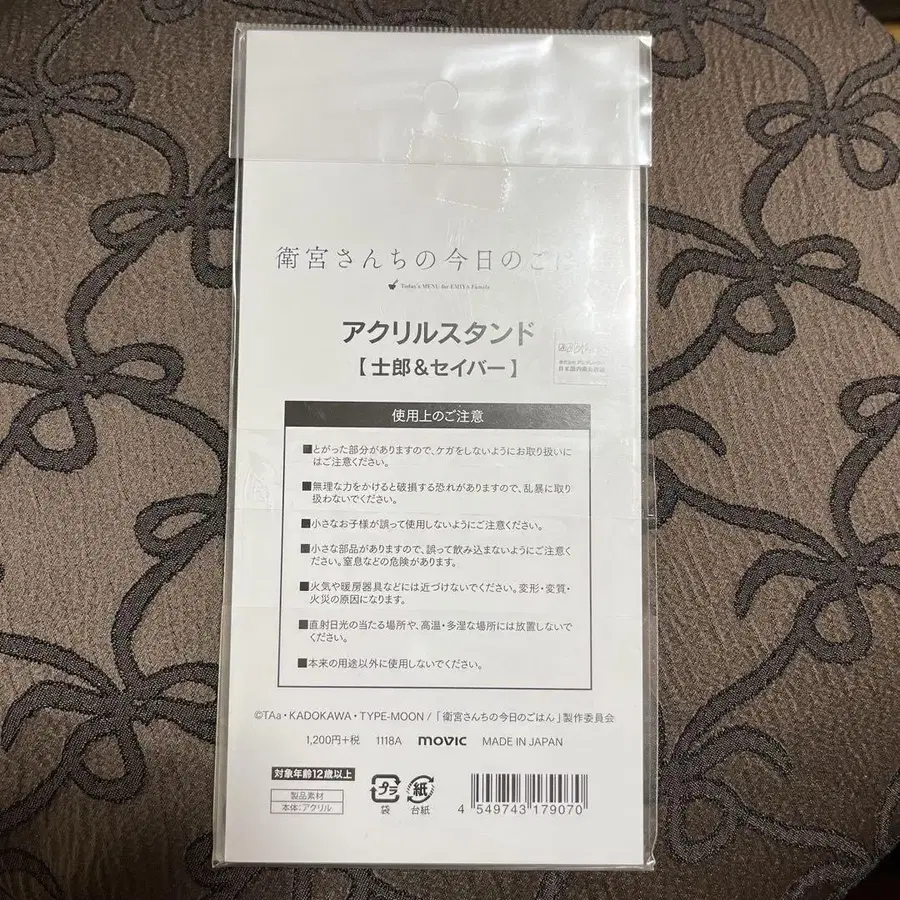 衛宮さんちの今日のごは
Today's MENU for EMIYA Family
アクリルスタンド
【士郎&セイバー】
日本国内商品化許諾
使用上のご注意
■とがった部分がありますので、ケガをしないようにお取り扱いに
はご注意ください。
■無理な力をかけると破損する恐れがありますので、乱暴に取り
扱わないでください。
■小さなお子様が誤って使用しないようにご注意ください。
■小さな部品がありますので、誤って飲み込まないようにご注意く
ださい。窒息などの危険があります。
■火気や暖房器具などには近づけないでください。変形・変質・
火災の原因になります。
■直射日光の当たる場所や、高温・多湿な場所には放置しないで
ください。
■本来の用途以外に使用しないでください。
©TAa・KADOKAWA・TYPE-MOON/「衛宮さんちの今日のごはん」製作委員会
1,200円+税 1118A movic MADE IN JAPAN
対象年齢12歳以上
製品素材
本体:アクリル
プラ
袋
紙
台紙
4 549743 179070